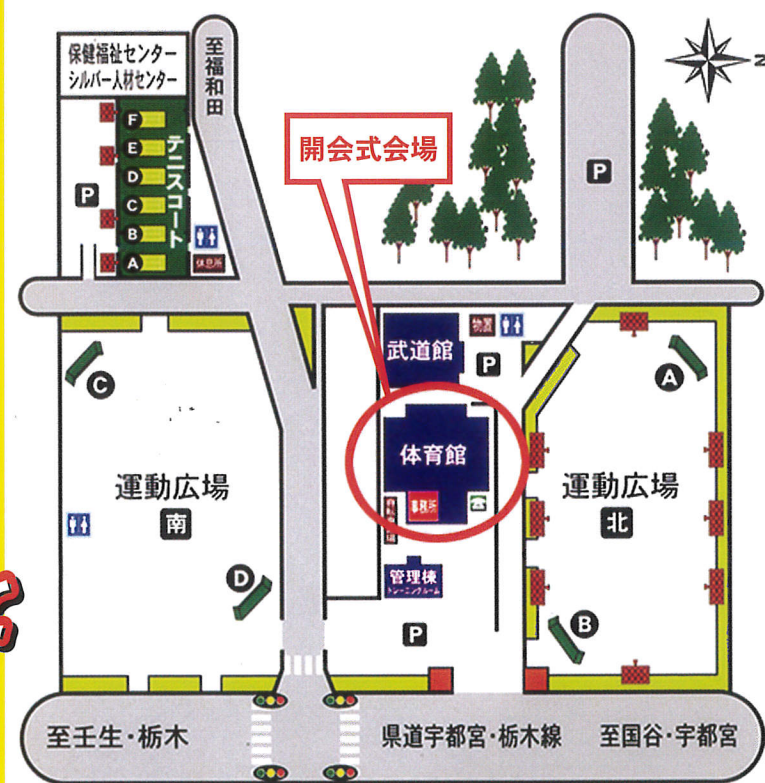 保健福祉センター
シルバー人材センター
至福和田
N
開会式会場
P
F
E
D
C
B
A
テニスコート
P
休憩所
武道館
物置
P
体育館
事務所
C
運動広場
南
D
A
運動広場
北
B
管理棟
トレーニングルーム
P
至壬生・栃木
県道宇都宮・栃木線
至国谷・宇都宮